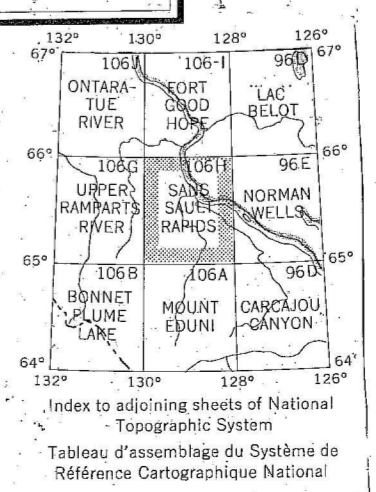 132° 130° 128° 126°
67° 67°
106J 106-I 96
ONTARA- FORT LAC
TUE GOOD BELOT
RIVER HOPE
66° 66°
106G 106H 96E
UPPER SANS NORMAN
RAMPARTS SAULT WELLS
RIVER RAPIDS
65° 65°
106B 106A 96D
BONNET MOUNT CARCAJOU
PLUME EDUNI CANYON
LAKE
64° 64°
132° 130° 128° 126°
Index to adjoining sheets of National
Topographic System
Tableau d'assemblage du Système de
Référence Cartographique National